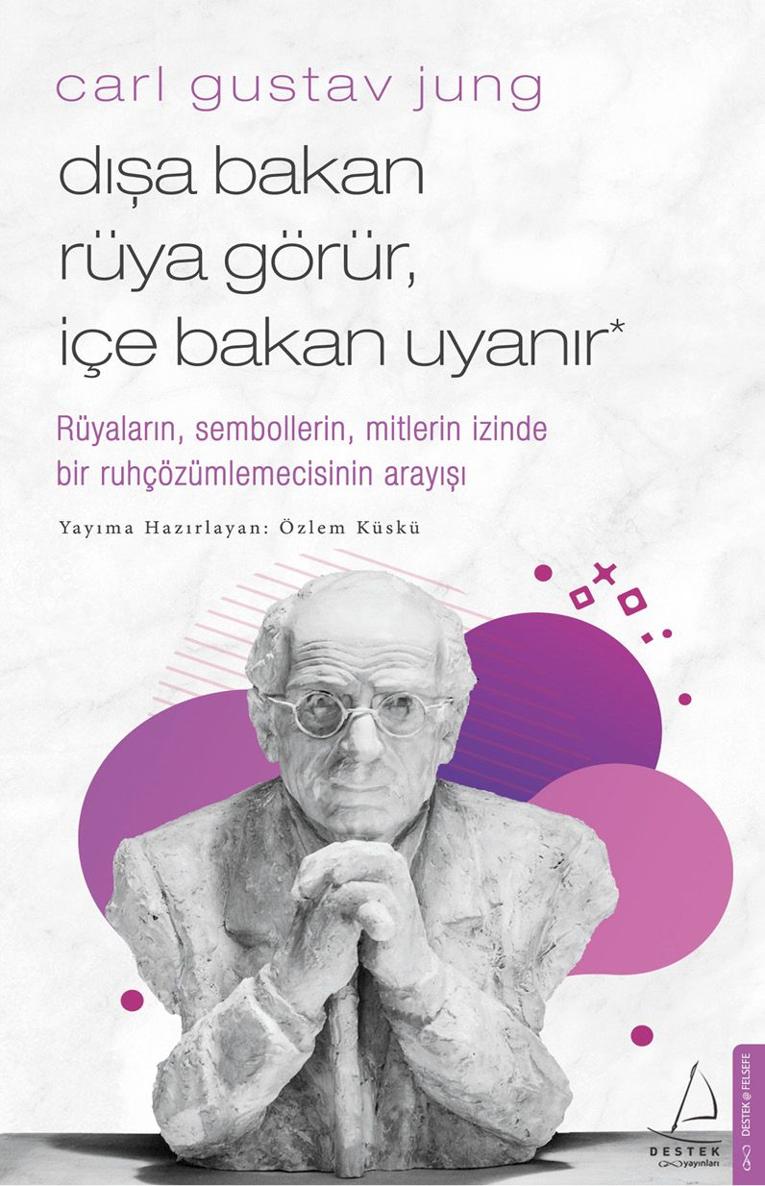 carl gustav jung
dışa bakan
rüya görür,
içe bakan uyanır*
Rüyaların, sembollerin, mitlerin izinde
bir ruhçözümlemecisinin arayışı
Yayıma Hazırlayan: Özlem Küskü
DESTEK
yayınları
DESTEK @ FELSEFE